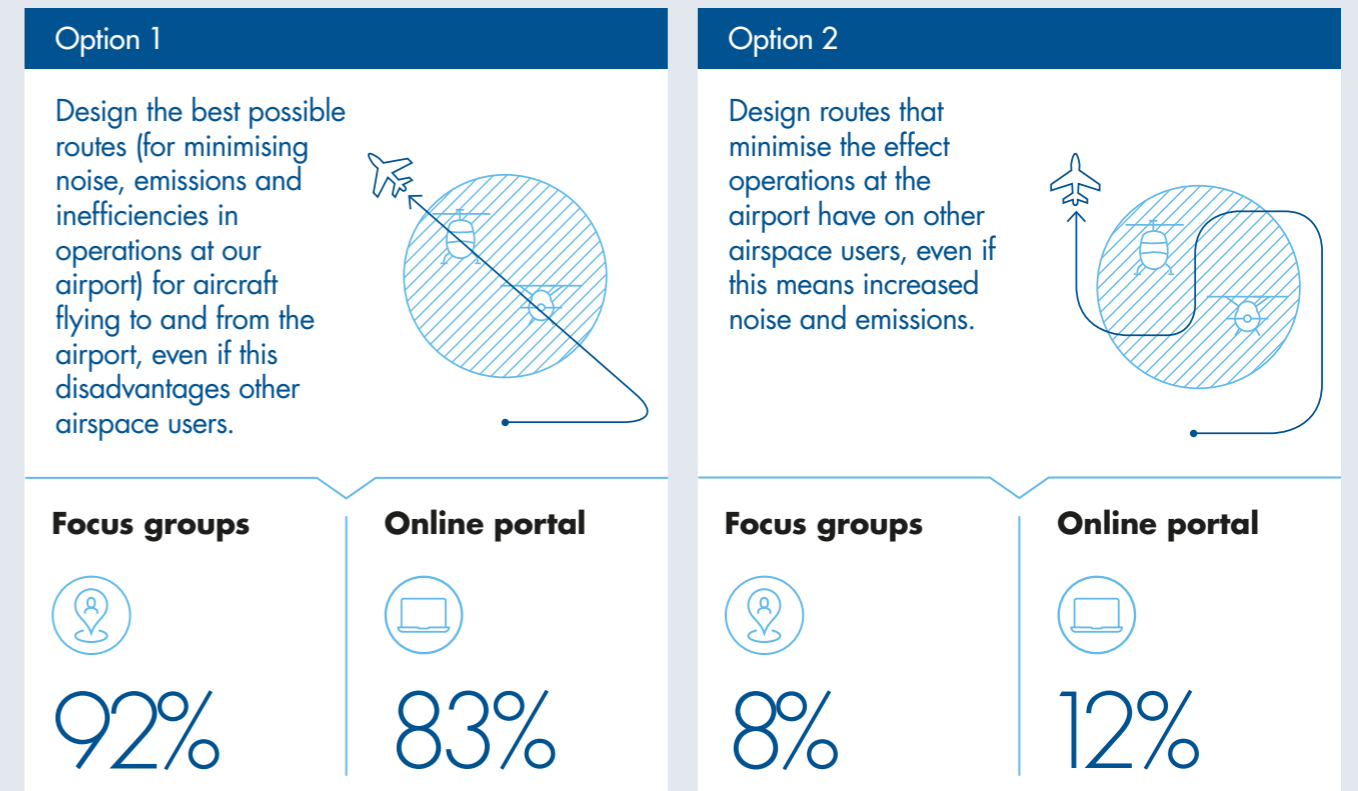 Option 1
Design the best possible
routes (for minimising
noise, emissions and
inefficiencies in
operations at our
airport) for aircraft
flying to and from the
airport, even if this
disadvantages other
airspace users.
Focus groups
Online portal
92%
83%
Option 2
Design routes that
minimise the effect
operations at the
airport have on other
airspace users, even if
this means increased
noise and emissions.
Focus groups
Online portal
8%
12%